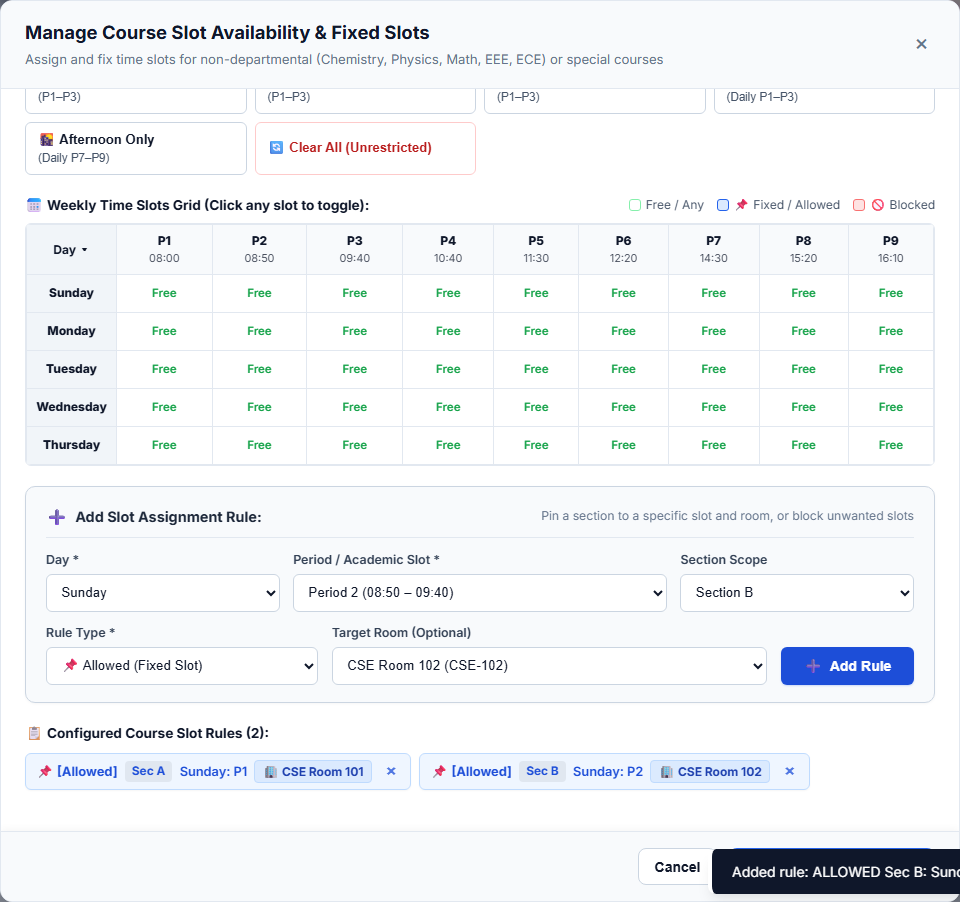 Manage Course Slot Availability & Fixed Slots
Assign and fix time slots for non-departmental (Chemistry, Physics, Math, EEE, ECE) or special courses
✕
(P1–P3) (P1–P3) (P1–P3) (Daily P1–P3)
Afternoon Only
(Daily P7–P9)
Clear All (Unrestricted)
Weekly Time Slots Grid (Click any slot to toggle): Free / Any Fixed / Allowed Blocked
Day P1 P2 P3 P4 P5 P6 P7 P8 P9
08:00 08:50 09:40 10:40 11:30 12:20 14:30 15:20 16:10
Sunday Free Free Free Free Free Free Free Free Free
Monday Free Free Free Free Free Free Free Free Free
Tuesday Free Free Free Free Free Free Free Free Free
Wednesday Free Free Free Free Free Free Free Free Free
Thursday Free Free Free Free Free Free Free Free Free
Add Slot Assignment Rule: Pin a section to a specific slot and room, or block unwanted slots
Day * Period / Academic Slot * Section Scope
Sunday Period 2 (08:50 – 09:40) Section B
Rule Type * Target Room (Optional)
Allowed (Fixed Slot) CSE Room 102 (CSE-102) Add Rule
Configured Course Slot Rules (2):
[Allowed] Sec A Sunday: P1 CSE Room 101 ✕ [Allowed] Sec B Sunday: P2 CSE Room 102 ✕
Cancel
Added rule: ALLOWED Sec B: